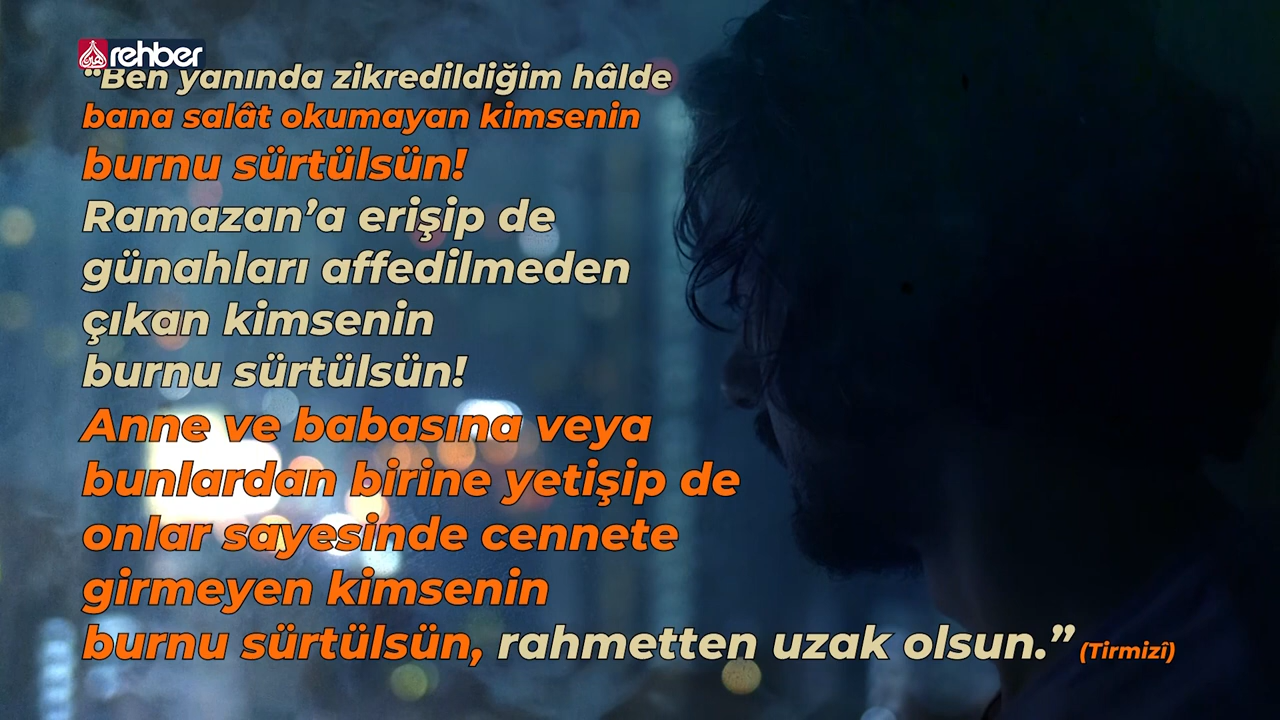 rehber
“Ben yanında zikredildiğim hâlde
bana salât okumayan kimsenin
burnu sürtülsün!
Ramazan’a erişip de
günahları affedilmeden
çıkan kimsenin
burnu sürtülsün!
Anne ve babasına veya
bunlardan birine yetişip de
onlar sayesinde cennete
girmeyen kimsenin
burnu sürtülsün, rahmetten uzak olsun.” (Tirmizî)